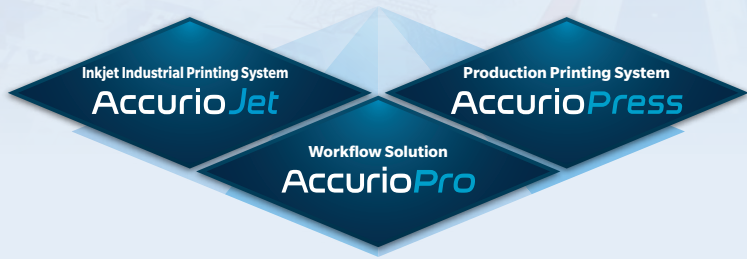 Inkjet Industrial Printing System
AccurioJet
Production Printing System
AccurioPress
Workflow Solution
AccurioPro